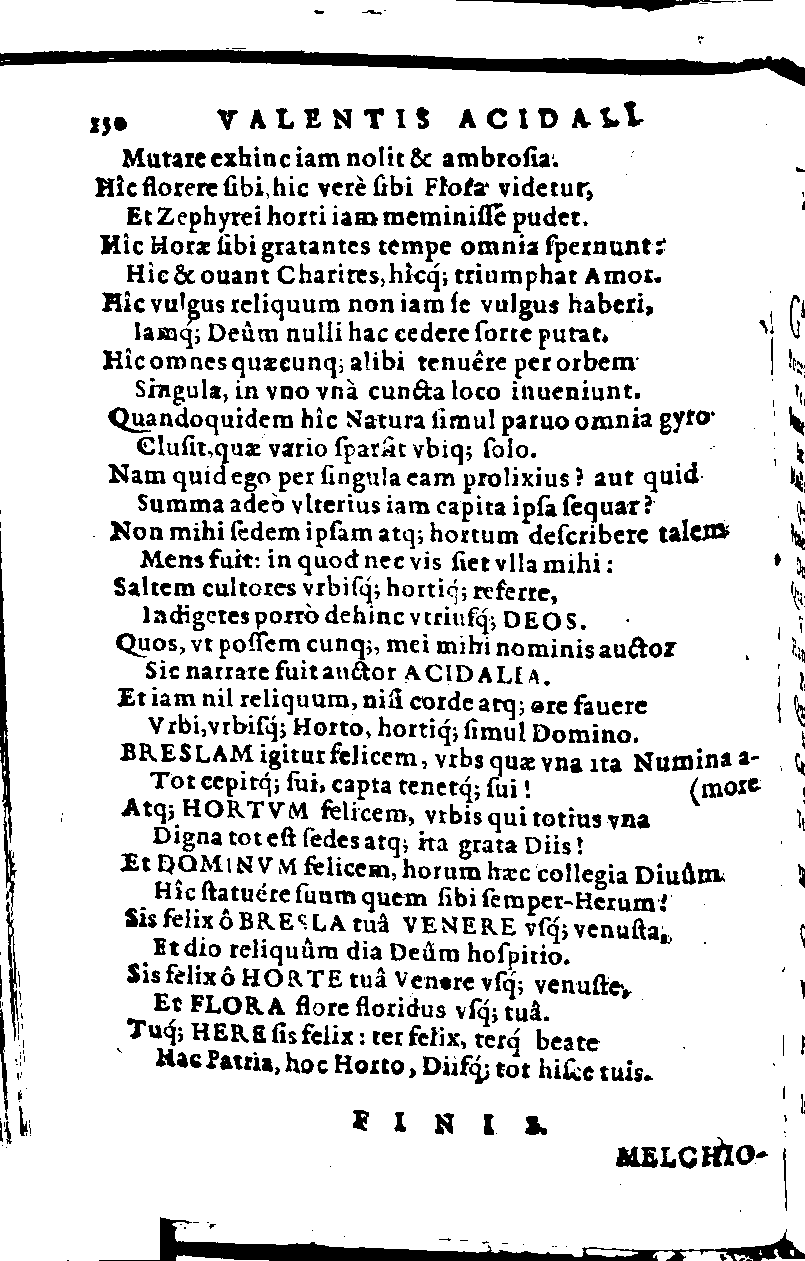 150 VALENTIS ACIDALI
Mutare exhinc iam nolit & ambrosia.
Hîc florere sibi, hic verè sibi Flora videtur,
Et Zephyrei horti iam meminisse pudet.
Hîc Horæ sibi gratantes tempe omnia spernunt:
Hîc & ouant Charites, hîcq́; triumphat Amor.
Hîc vulgus reliquum non iam se vulgus haberi,
Iamq́; Deûm nulli hac cedere sorte putat.
Hîc omnes quæcunq; alibi tenuêre per orbem
Singula, in vno vnà cuncta loco inueniunt.
Quandoquidem hîc Natura simul paruo omnia gyro
Clusit, quæ vario sparsit vbiq; solo.
Nam quid ego per singula eam prolixius? aut quid
Summa adeò vlterius iam capita ipsa sequar?
Non mihi sedem ipsam atq; hortum describere talem
Mens fuit: in quod nec vis siet vlla mihi:
Saltem cultores vrbisq́; hortiq́; referre,
Indigetes porrò dehinc vtriusq́; DEOS.
Quos, vt possem cunq;, mei mihi nominis auctor
Sic narrare fuit auctor ACIDALIA.
Et iam nil reliquum, nisi corde atq; ore fauere
Vrbi, vrbisq́; Horto, hortiq́; simul Domino.
BRESLAM igitur felicem, vrbs quæ vna ita Numina a-
Tot cepitq́; sui, capta tenetq́; sui! (more
Atq; HORTVM felicem, vrbis qui totius vna
Digna tot est sedes atq; ita grata Diis!
Et DOMINVM felicem, horum hæc collegia Diuûm
Hîc statuére suum quem sibi semper-Herum!
Sis felix ô BRESLA tuâ VENERE vsq́; venusta,
Et dio reliquûm dia Deûm hospitio.
Sis felix ô HORTE tuâ Venere vsq́; venuste,
Et FLORA flore floridus vsq́; tuâ.
Tuq́; HERE sis felix: ter felix, terq́ beate
Hac Patria, hoc Horto, Diisq́; tot hisce tuis.
FINIS.
MELCHIO-